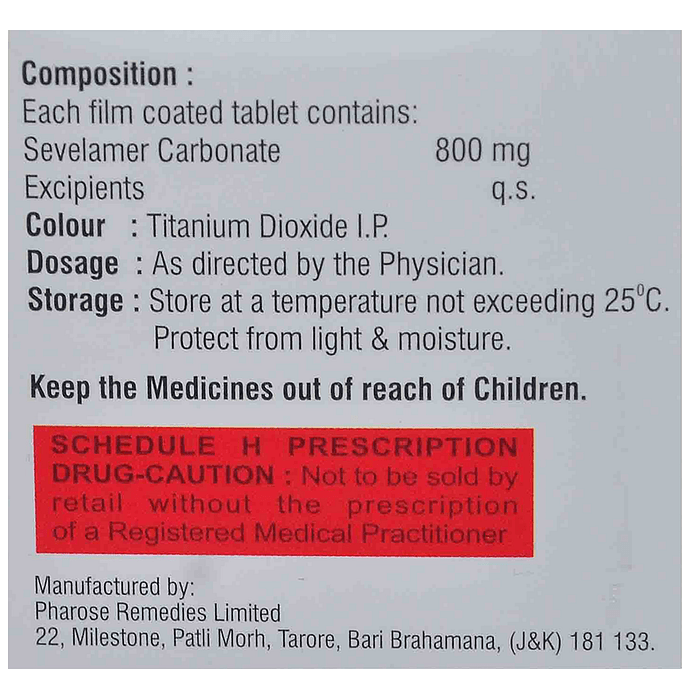 Composition :
Each film coated tablet contains:
Sevelamer Carbonate 800 mg
Excipients q.s.
Colour : Titanium Dioxide I.P.
Dosage : As directed by the Physician.
Storage : Store at a temperature not exceeding 25⁰C.
Protect from light & moisture.
Keep the Medicines out of reach of Children.
SCHEDULE H PRESCRIPTION
DRUG-CAUTION : Not to be sold by
retail without the prescription
of a Registered Medical Practitioner
Manufactured by:
Pharose Remedies Limited
22, Milestone, Patli Morh, Tarore, Bari Brahamana, (J&K) 181 133.